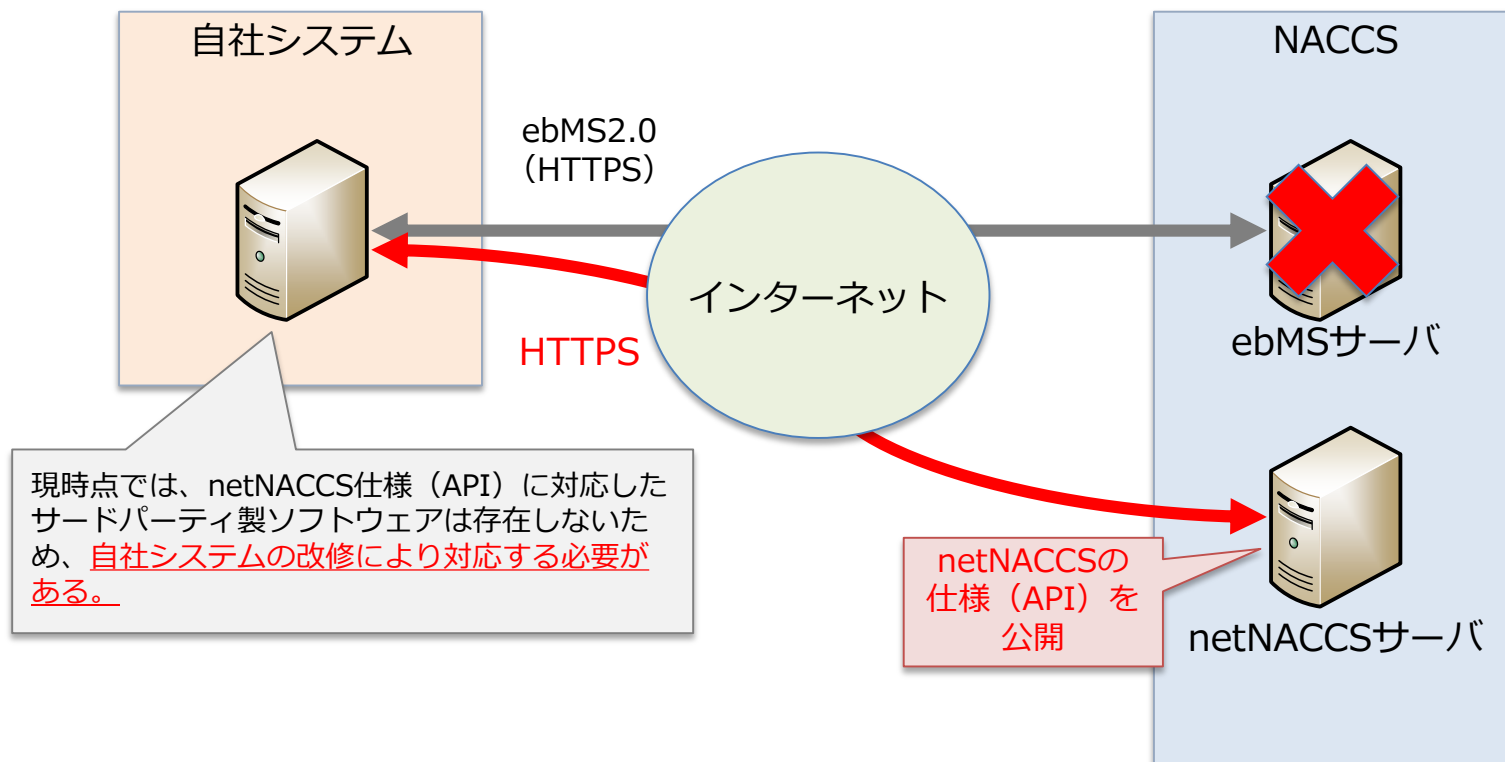 自社システム
NACCS
ebMS2.0
（HTTPS）
インターネット
HTTPS
ebMSサーバ
現時点では、netNACCS仕様（API）に対応した
サードパーティ製ソフトウェアは存在しないた
め、自社システムの改修により対応する必要が
ある。
netNACCSの
仕様（API）を
公開
netNACCSサーバ